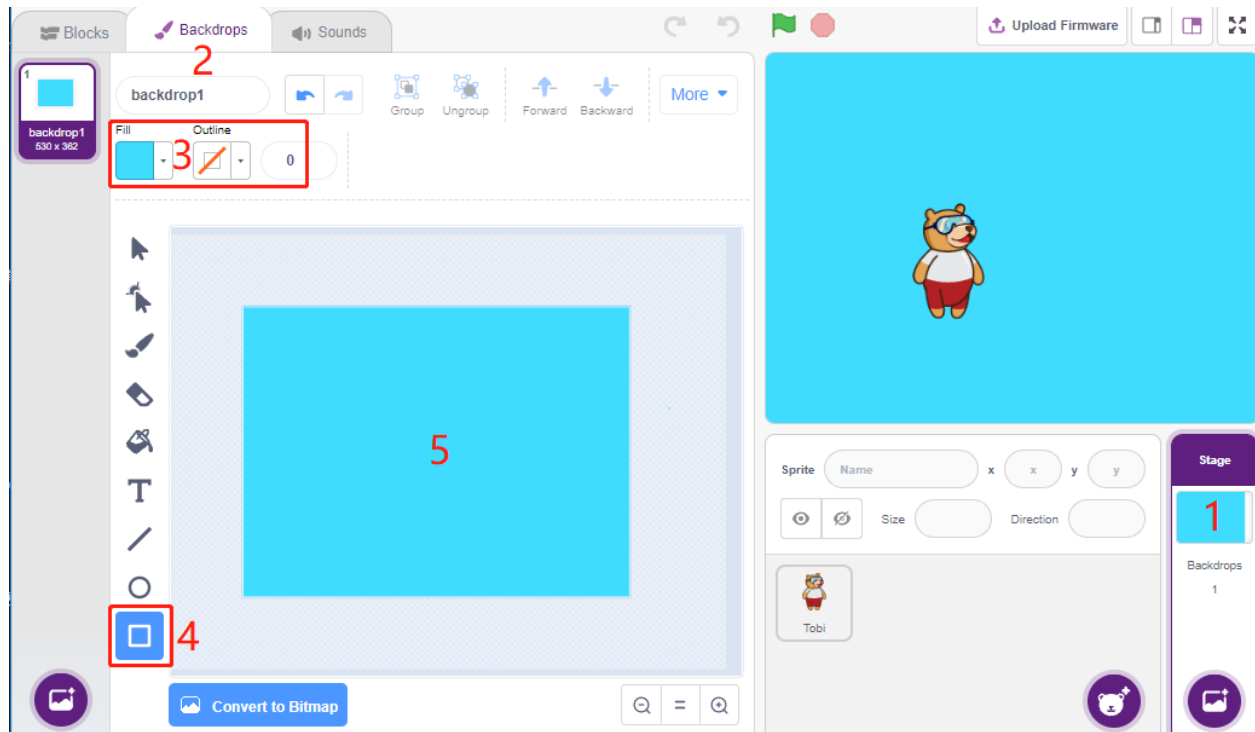 Blocks
Backdrops
Sounds
Upload Firmware
2
1
backdrop1
530 x 362
backdrop1
Group
Ungroup
Forward
Backward
More
Fill
Outline
3
0
5
4
T
Convert to Bitmap
=
Sprite
Name
x
x
y
y
Size
Direction
Tobi
Stage
1
Backdrops
1